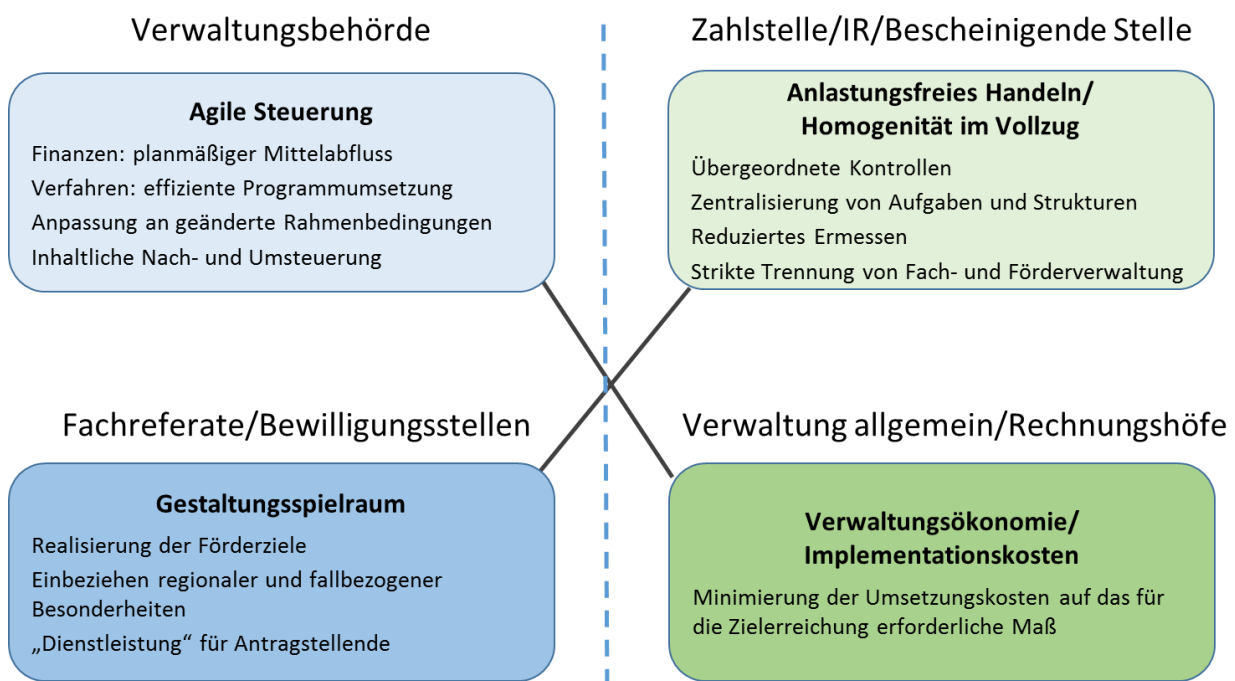 Verwaltungsbehörde
Zahlstelle/IR/Bescheinigende Stelle
Agile Steuerung
Finanzen: planmäßiger Mittelabfluss
Verfahren: effiziente Programmumsetzung
Anpassung an geänderte Rahmenbedingungen
Inhaltliche Nach- und Umsteuerung
Anlastungsfreies Handeln/
Homogenität im Vollzug
Übergeordnete Kontrollen
Zentralisierung von Aufgaben und Strukturen
Reduziertes Ermessen
Strikte Trennung von Fach- und Förderverwaltung
Fachreferate/Bewilligungsstellen
Verwaltung allgemein/Rechnungshöfe
Gestaltungsspielraum
Realisierung der Förderziele
Einbeziehen regionaler und fallbezogener
Besonderheiten
„Dienstleistung“ für Antragstellende
Verwaltungsökonomie/
Implementationskosten
Minimierung der Umsetzungskosten auf das für
die Zielerreichung erforderliche Maß